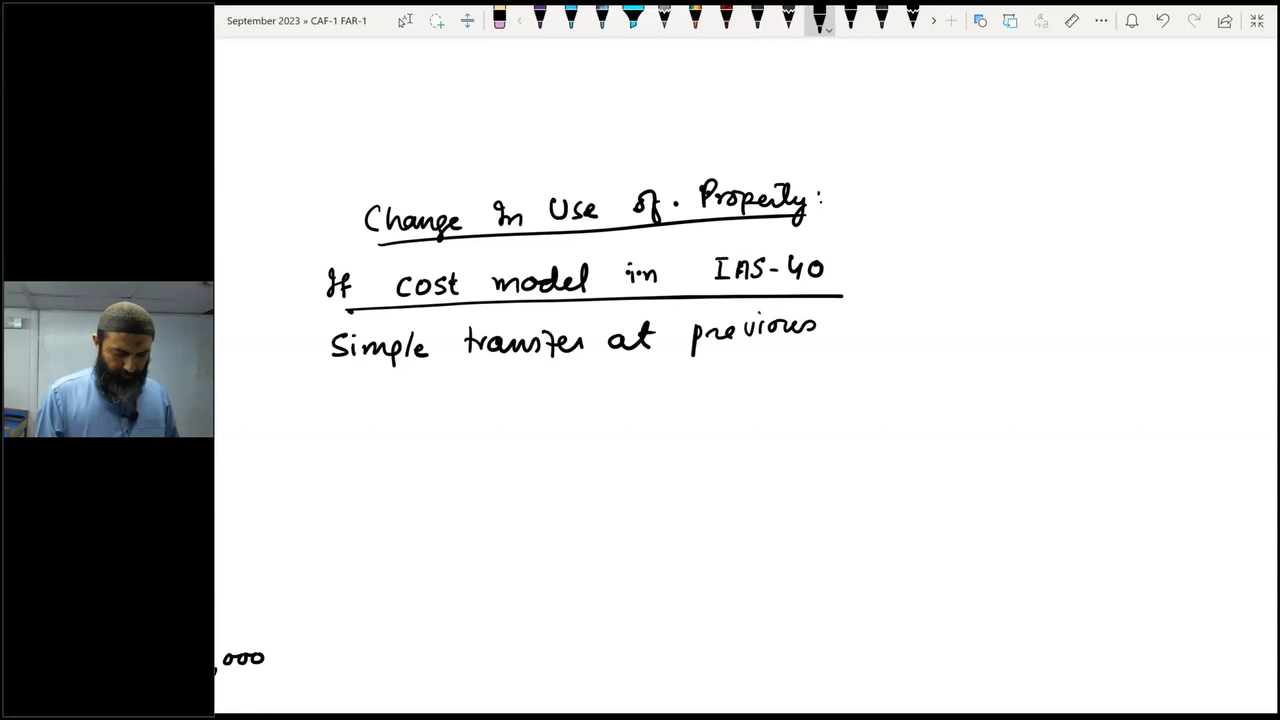 September 2023 » CAF-1 FAR-1
Change In Use of. Property:
If cost model in IAS-40
Simple transfer at previous
,000